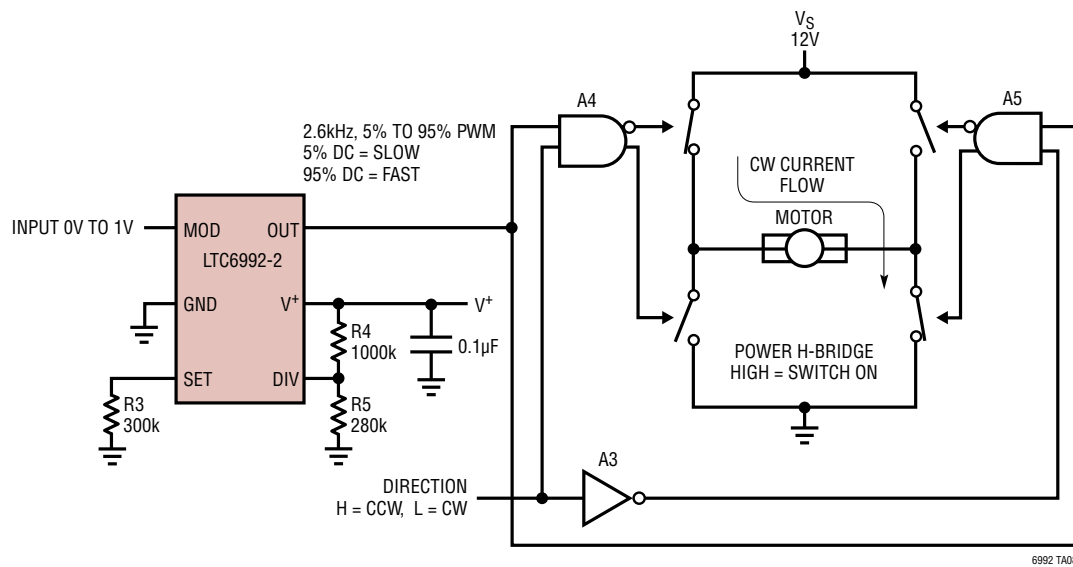 V_S
12V
A4
A5
2.6kHz, 5% TO 95% PWM
5% DC = SLOW
95% DC = FAST
CW CURRENT
FLOW
MOTOR
INPUT 0V TO 1V
MOD
OUT
LTC6992-2
GND
V⁺
V⁺
R4
1000k
0.1µF
SET
DIV
R3
300k
R5
280k
POWER H-BRIDGE
HIGH = SWITCH ON
A3
DIRECTION
H = CCW, L = CW